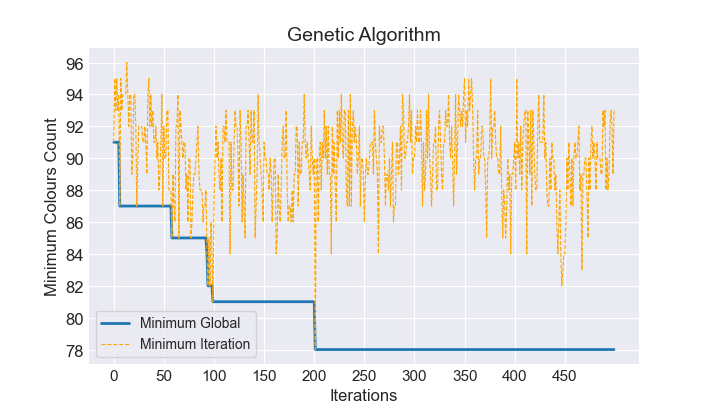 Genetic Algorithm
Minimum Colours Count
96
94
92
90
88
86
84
82
80
78
Minimum Global
Minimum Iteration
0 50 100 150 200 250 300 350 400 450
Iterations